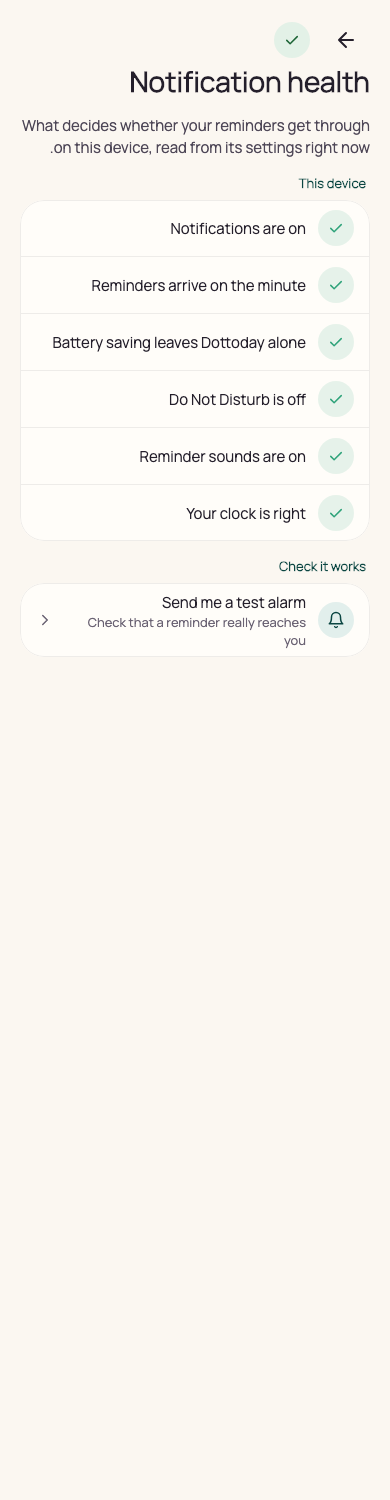 Notification health
What decides whether your reminders get through
on this device, read from its settings right now.
This device
Notifications are on
Reminders arrive on the minute
Battery saving leaves Dottoday alone
Do Not Disturb is off
Reminder sounds are on
Your clock is right
Check it works
Send me a test alarm
Check that a reminder really reaches
you